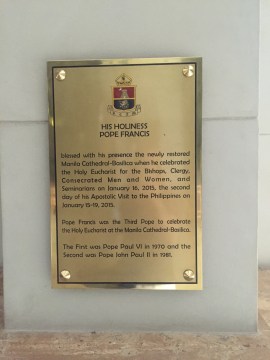 HIS HOLINESS
POPE FRANCIS
blessed with his presence the newly restored
Manila Cathedral-Basilica when he celebrated
the Holy Eucharist for the Bishops, Clergy,
Consecrated Men and Women, and
Seminarians on January 16, 2015, the second
day of his Apostolic Visit to the Philippines on
January 15-19, 2015.
Pope Francis was the Third Pope to celebrate
the Holy Eucharist at the Manila Cathedral-Basilica.
The First was Pope Paul VI in 1970 and the
Second was Pope John Paul II in 1981.